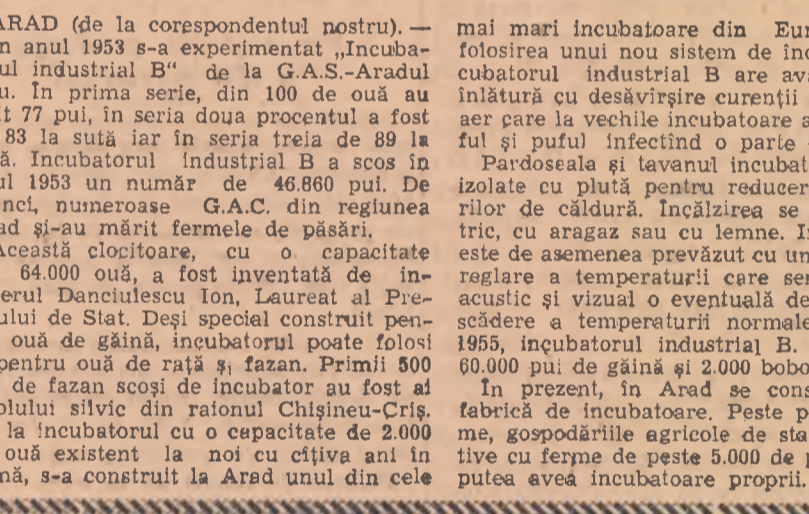 ARAD (de la corespondentul nostru). —
n anul 1953 s-a experimentat „Incuba-
ul industrial B“ de la G.A.S.-Aradul
u. În prima serie, din 100 de ouă au
t 77 pui, în seria doua procentul a fost
83 la sută iar în seria treia de 89 la
ă. Incubatorul industrial B a scos în
ul 1953 un număr de 46.860 pui. De
nci, numeroase G.A.C. din regiunea
ad și-au mărit fermele de păsări.
Această clocitoare, cu o capacitate
64.000 ouă, a fost inventată de in-
erul Danciulescu Ion, Laureat al Pre-
ului de Stat. Deși special construit pen-
ouă de găină, incubatorul poate folosi
pentru ouă de rață și fazan. Primii 500
de fazan scoși de incubator au fost ai
olului silvic din raionul Chișineu-Criș.
la incubatorul cu o capacitate de 2.000
ouă existent la noi cu cîțiva ani în
nă, s-a construit la Arad unul din cele
mai mari incubatoare din Eur
folosirea unui nou sistem de înc
cubatorul industrial B are ava
înlătură cu desăvîrșire curenții
aer care la vechile incubatoare a
ful și puful infectînd o parte
Pardoseala și tavanul incubat
izolate cu plută pentru reducer
rilor de căldură. Încălzirea se
tric, cu aragaz sau cu lemne. I
este de asemenea prevăzut cu un
reglare a temperaturii care se
acustic și vizual o eventuală de
scădere a temperaturii normale
1955, incubatorul industrial B.
60.000 pui de găină și 2.000 bobo
În prezent, în Arad se cons
fabrică de incubatoare. Peste p
me, gospodăriile agricole de sta
tive cu ferme de peste 5.000 de p
putea avea incubatoare proprii.